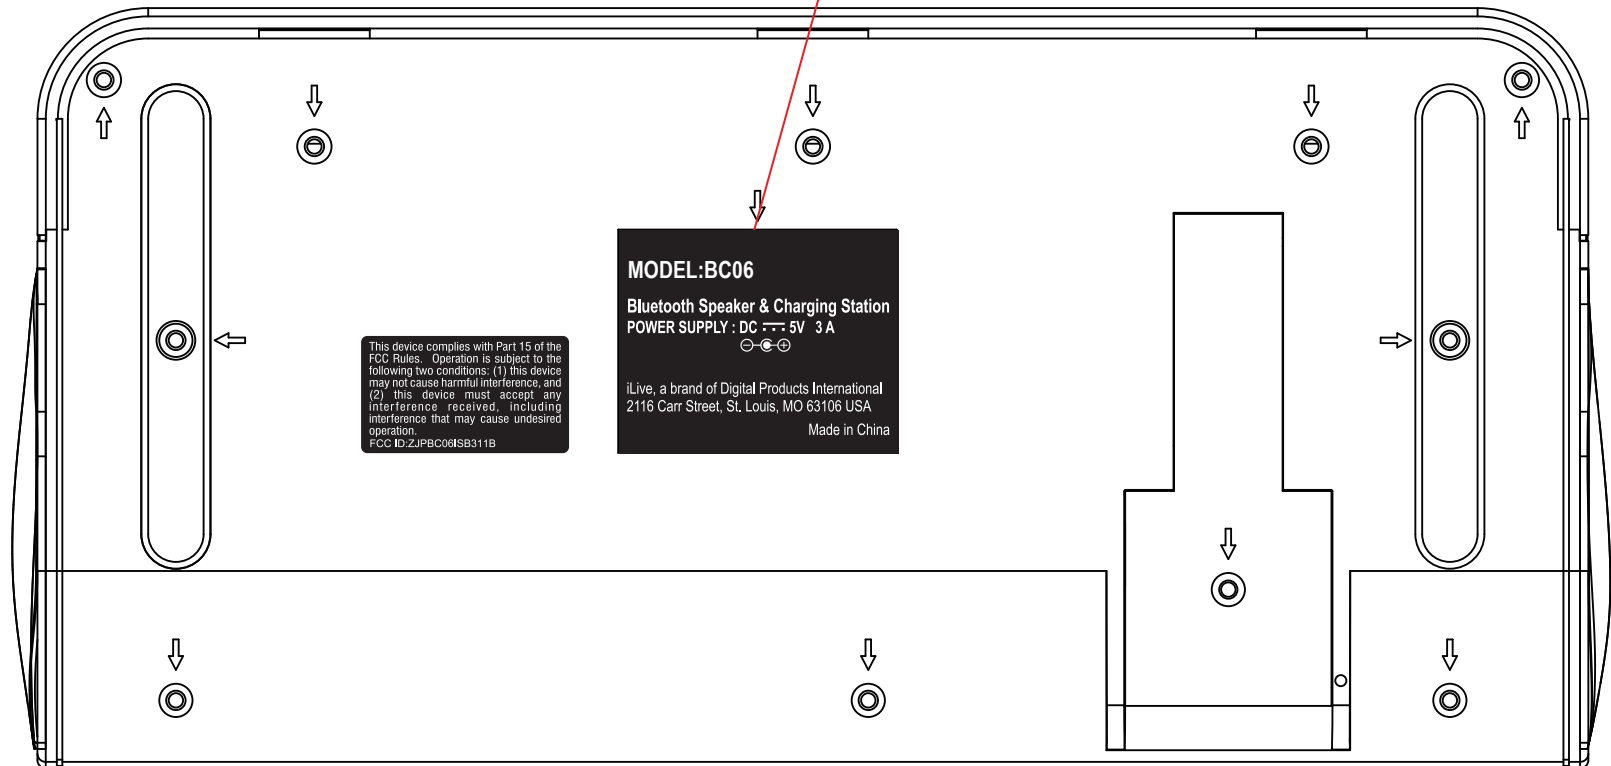 MODEL:BC06
Bluetooth Speaker & Charging Station
POWER SUPPLY : DC 5V 3 A
iLive, a brand of Digital Products International
2116 Carr Street, St. Louis, MO 63106 USA
Made in China
This device complies with Part 15 of the
FCC Rules. Operation is subject to the
following two conditions: (1) this device
may not cause harmful interference, and
(2) this device must accept any
interference received, including
interference that may cause undesired
operation.
FCC ID:ZJPBC06ISB311B